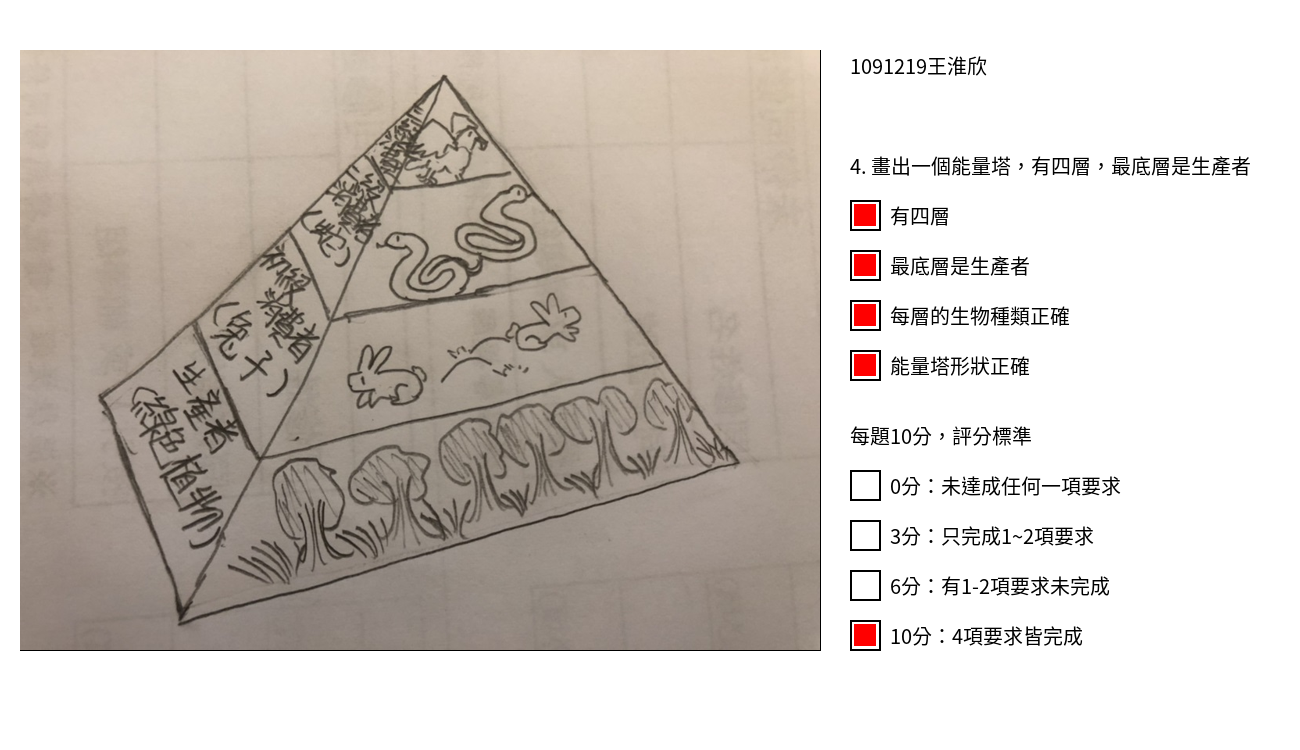 1091219王淮欣
4. 畫出一個能量塔，有四層，最底層是生產者
有四層
最底層是生產者
每層的生物種類正確
能量塔形狀正確
每題10分，評分標準
0分：未達成任何一項要求
3分：只完成1~2項要求
6分：有1-2項要求未完成
10分：4項要求皆完成
消費者
(蛇)
初級
消費者
(兔子)
生產者
(綠色植物)